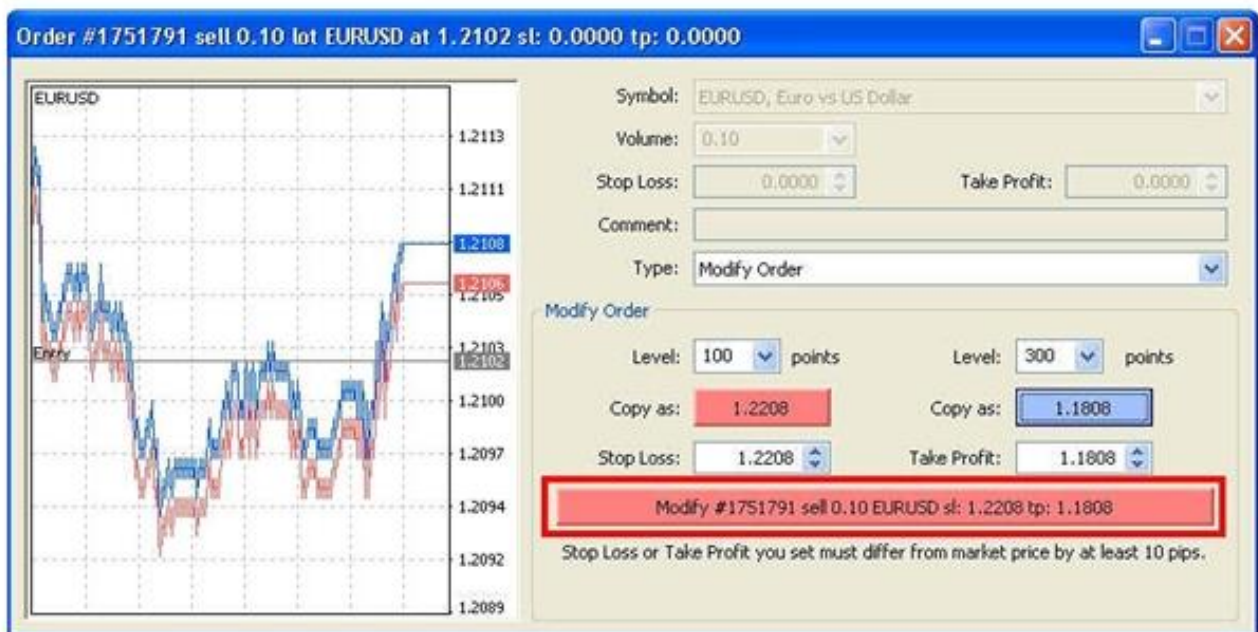 Order #1751791 sell 0.10 lot EURUSD at 1.2102 sl: 0.0000 tp: 0.0000
EURUSD
1.2113
1.2111
1.2108
1.2106
1.2105
1.2103
Entry
1.2102
1.2100
1.2097
1.2094
1.2092
1.2089
Symbol: EURUSD, Euro vs US Dollar
Volume: 0.10
Stop Loss: 0.0000 Take Profit: 0.0000
Comment:
Type: Modify Order
Modify Order
Level: 100 points Level: 300 points
Copy as: 1.2208 Copy as: 1.1808
Stop Loss: 1.2208 Take Profit: 1.1808
Modify #1751791 sell 0.10 EURUSD sl: 1.2208 tp: 1.1808
Stop Loss or Take Profit you set must differ from market price by at least 10 pips.